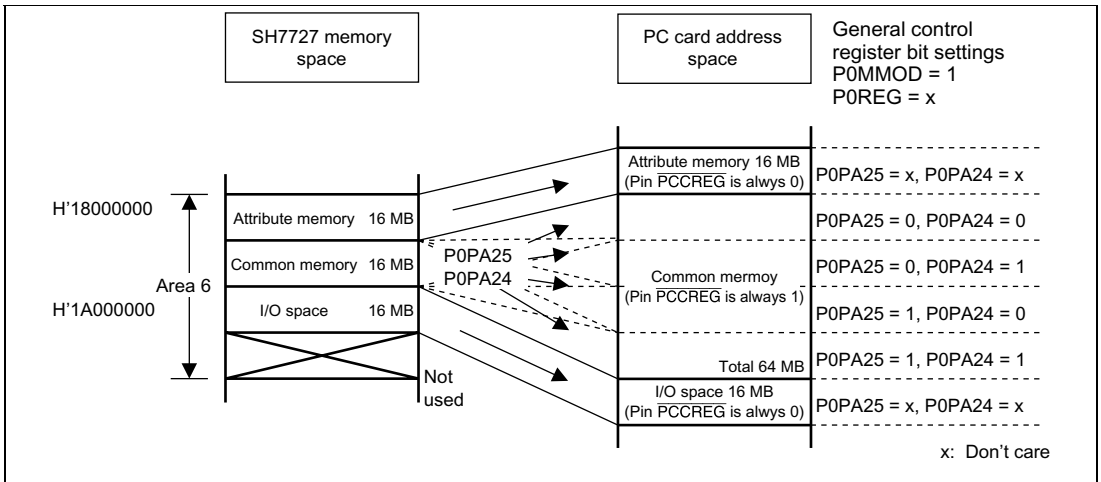 SH7727 memory
space
PC card address
space
General control
register bit settings
P0MMOD = 1
P0REG = x
H'18000000
Area 6
H'1A000000
Attribute memory 16 MB
Common memory 16 MB
I/O space 16 MB
Not
used
P0PA25
P0PA24
Attribute memory 16 MB
(Pin PCCREG is alwys 0)
Common mermoy
(Pin PCCREG is always 1)
Total 64 MB
I/O space 16 MB
(Pin PCCREG is alwys 0)
P0PA25 = x, P0PA24 = x
P0PA25 = 0, P0PA24 = 0
P0PA25 = 0, P0PA24 = 1
P0PA25 = 1, P0PA24 = 0
P0PA25 = 1, P0PA24 = 1
P0PA25 = x, P0PA24 = x
x: Don't care